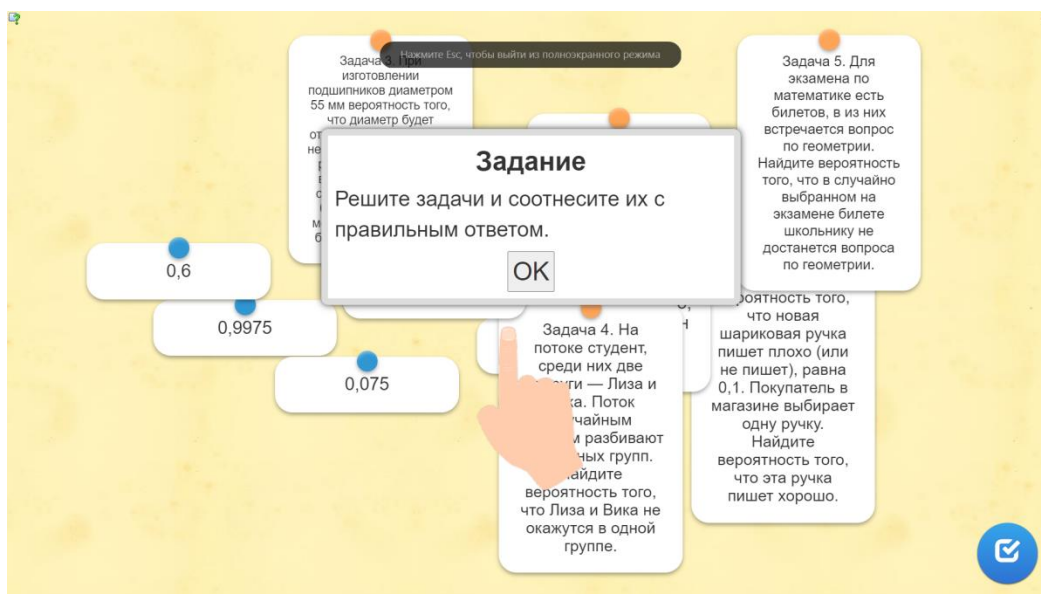 Нажмите Esc, чтобы выйти из полноэкранного режима
Задача 3. При
изготовлении
подшипников диаметром
55 мм вероятность того,
что диаметр будет
Задача 5. Для
экзамена по
математике есть
билетов, в из них
встречается вопрос
по геометрии.
Найдите вероятность
того, что в случайно
выбранном на
экзамене билете
школьнику не
достанется вопроса
по геометрии.
Задание
Решите задачи и соотнесите их с
правильным ответом.
OK
0,6
0,9975
0,075
Задача 4. На
потоке студент,
среди них две
— Лиза и
Поток
разбивают
групп.
вероятность того,
что Лиза и Вика не
окажутся в одной
группе.
того,
что новая
шариковая ручка
пишет плохо (или
не пишет), равна
0,1. Покупатель в
магазине выбирает
одну ручку.
Найдите
вероятность того,
что эта ручка
пишет хорошо.